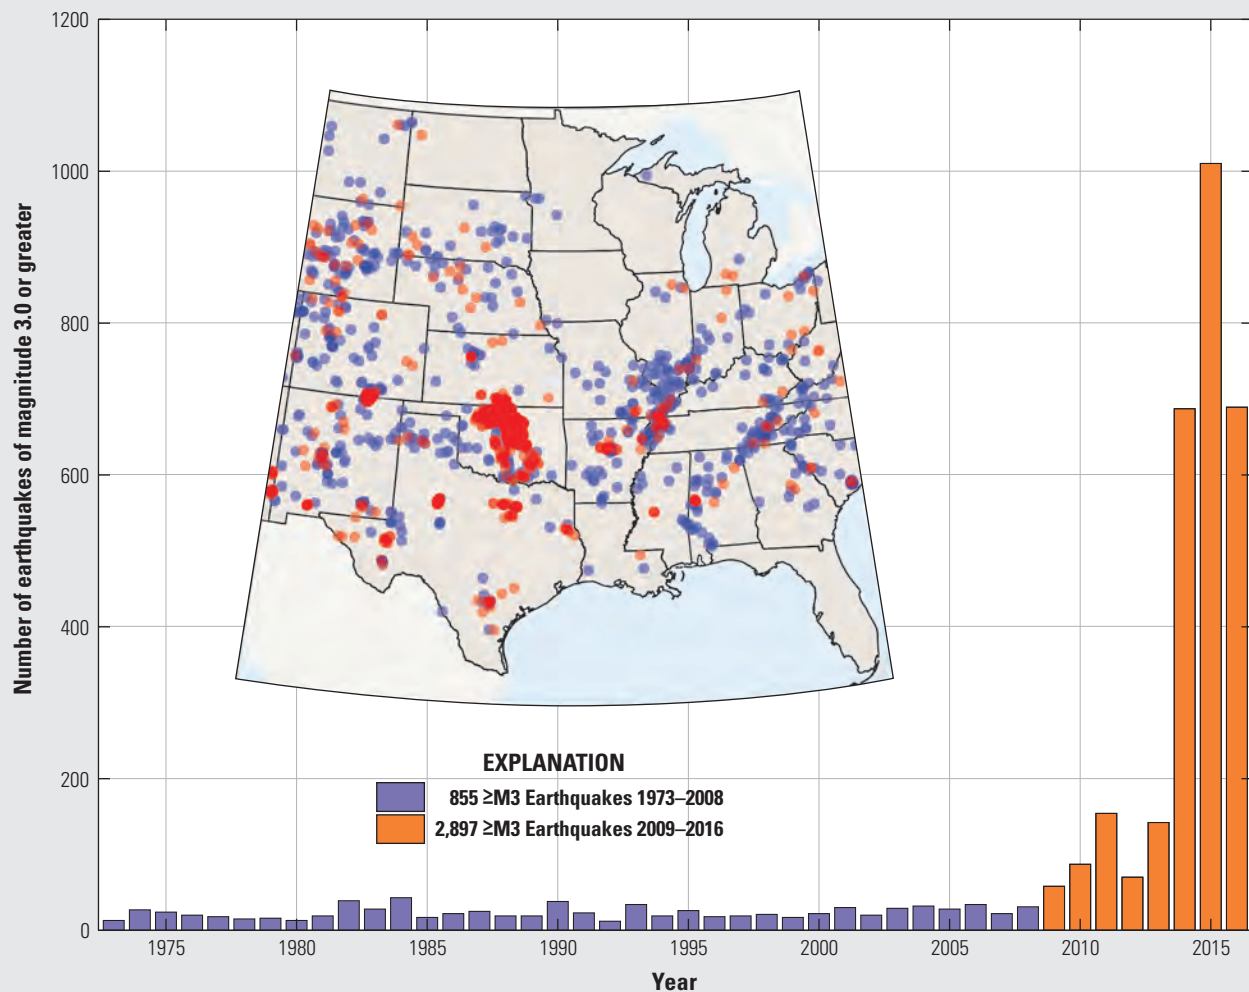 Number of earthquakes of magnitude 3.0 or greater
1200
1000
800
600
400
200
0
EXPLANATION
855 ≥M3 Earthquakes 1973–2008
2,897 ≥M3 Earthquakes 2009–2016
1975 1980 1985 1990 1995 2000 2005 2010 2015
Year